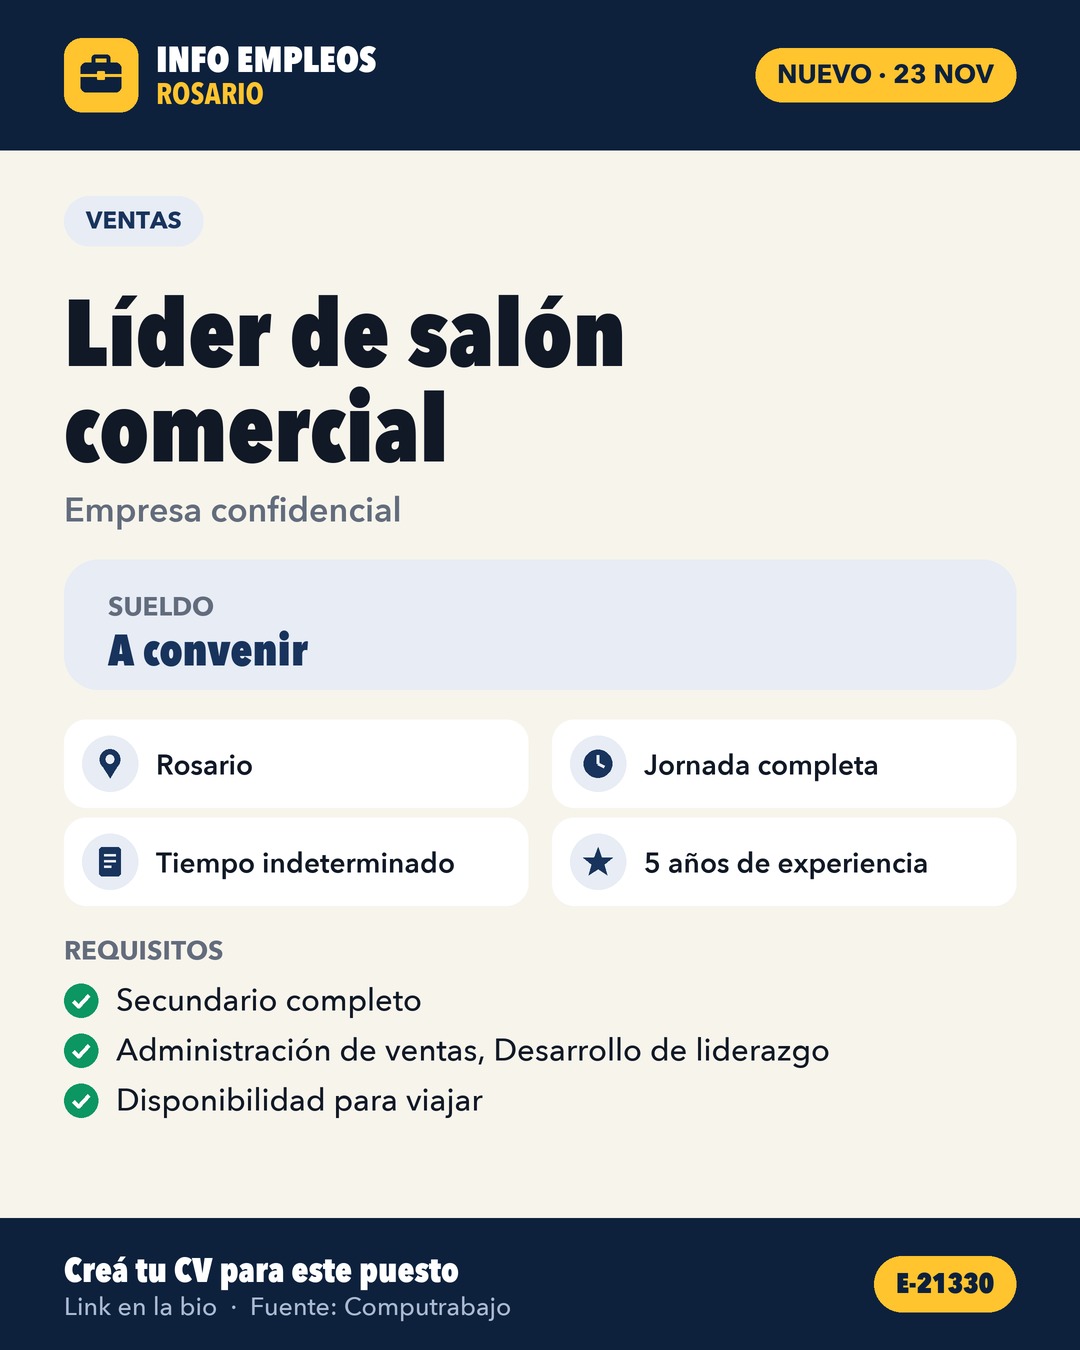 INFO EMPLEOS
ROSARIO
NUEVO · 23 NOV
VENTAS
Líder de salón
comercial
Empresa confidencial
SUELDO
A convenir
Rosario
Jornada completa
Tiempo indeterminado
5 años de experiencia
REQUISITOS
Secundario completo
Administración de ventas, Desarrollo de liderazgo
Disponibilidad para viajar
Creá tu CV para este puesto
Link en la bio · Fuente: Computrabajo
E-21330